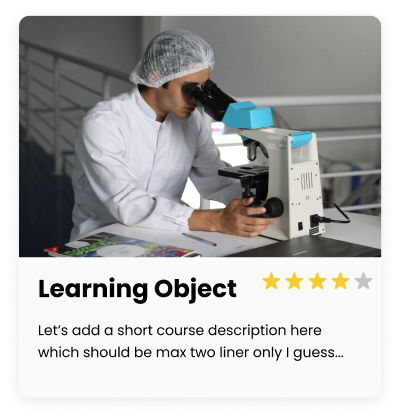 Learning Object
Let's add a short course description here
which should be max two liner only I guess...